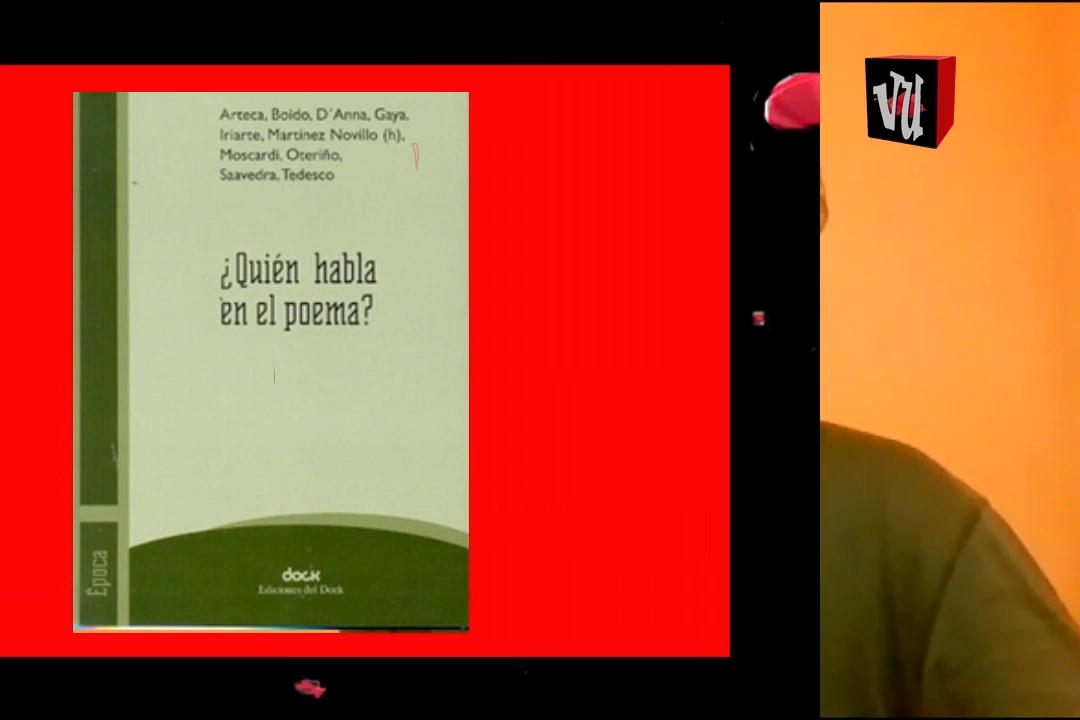 Arteca, Boido, D´Anna, Gaya,
Iriarte, Martinez Novillo (h),
Moscardi, Oteriño,
Saavedra, Tedesco
¿Quién habla
en el poema?
Época
dock
Ediciones del Dock
VU